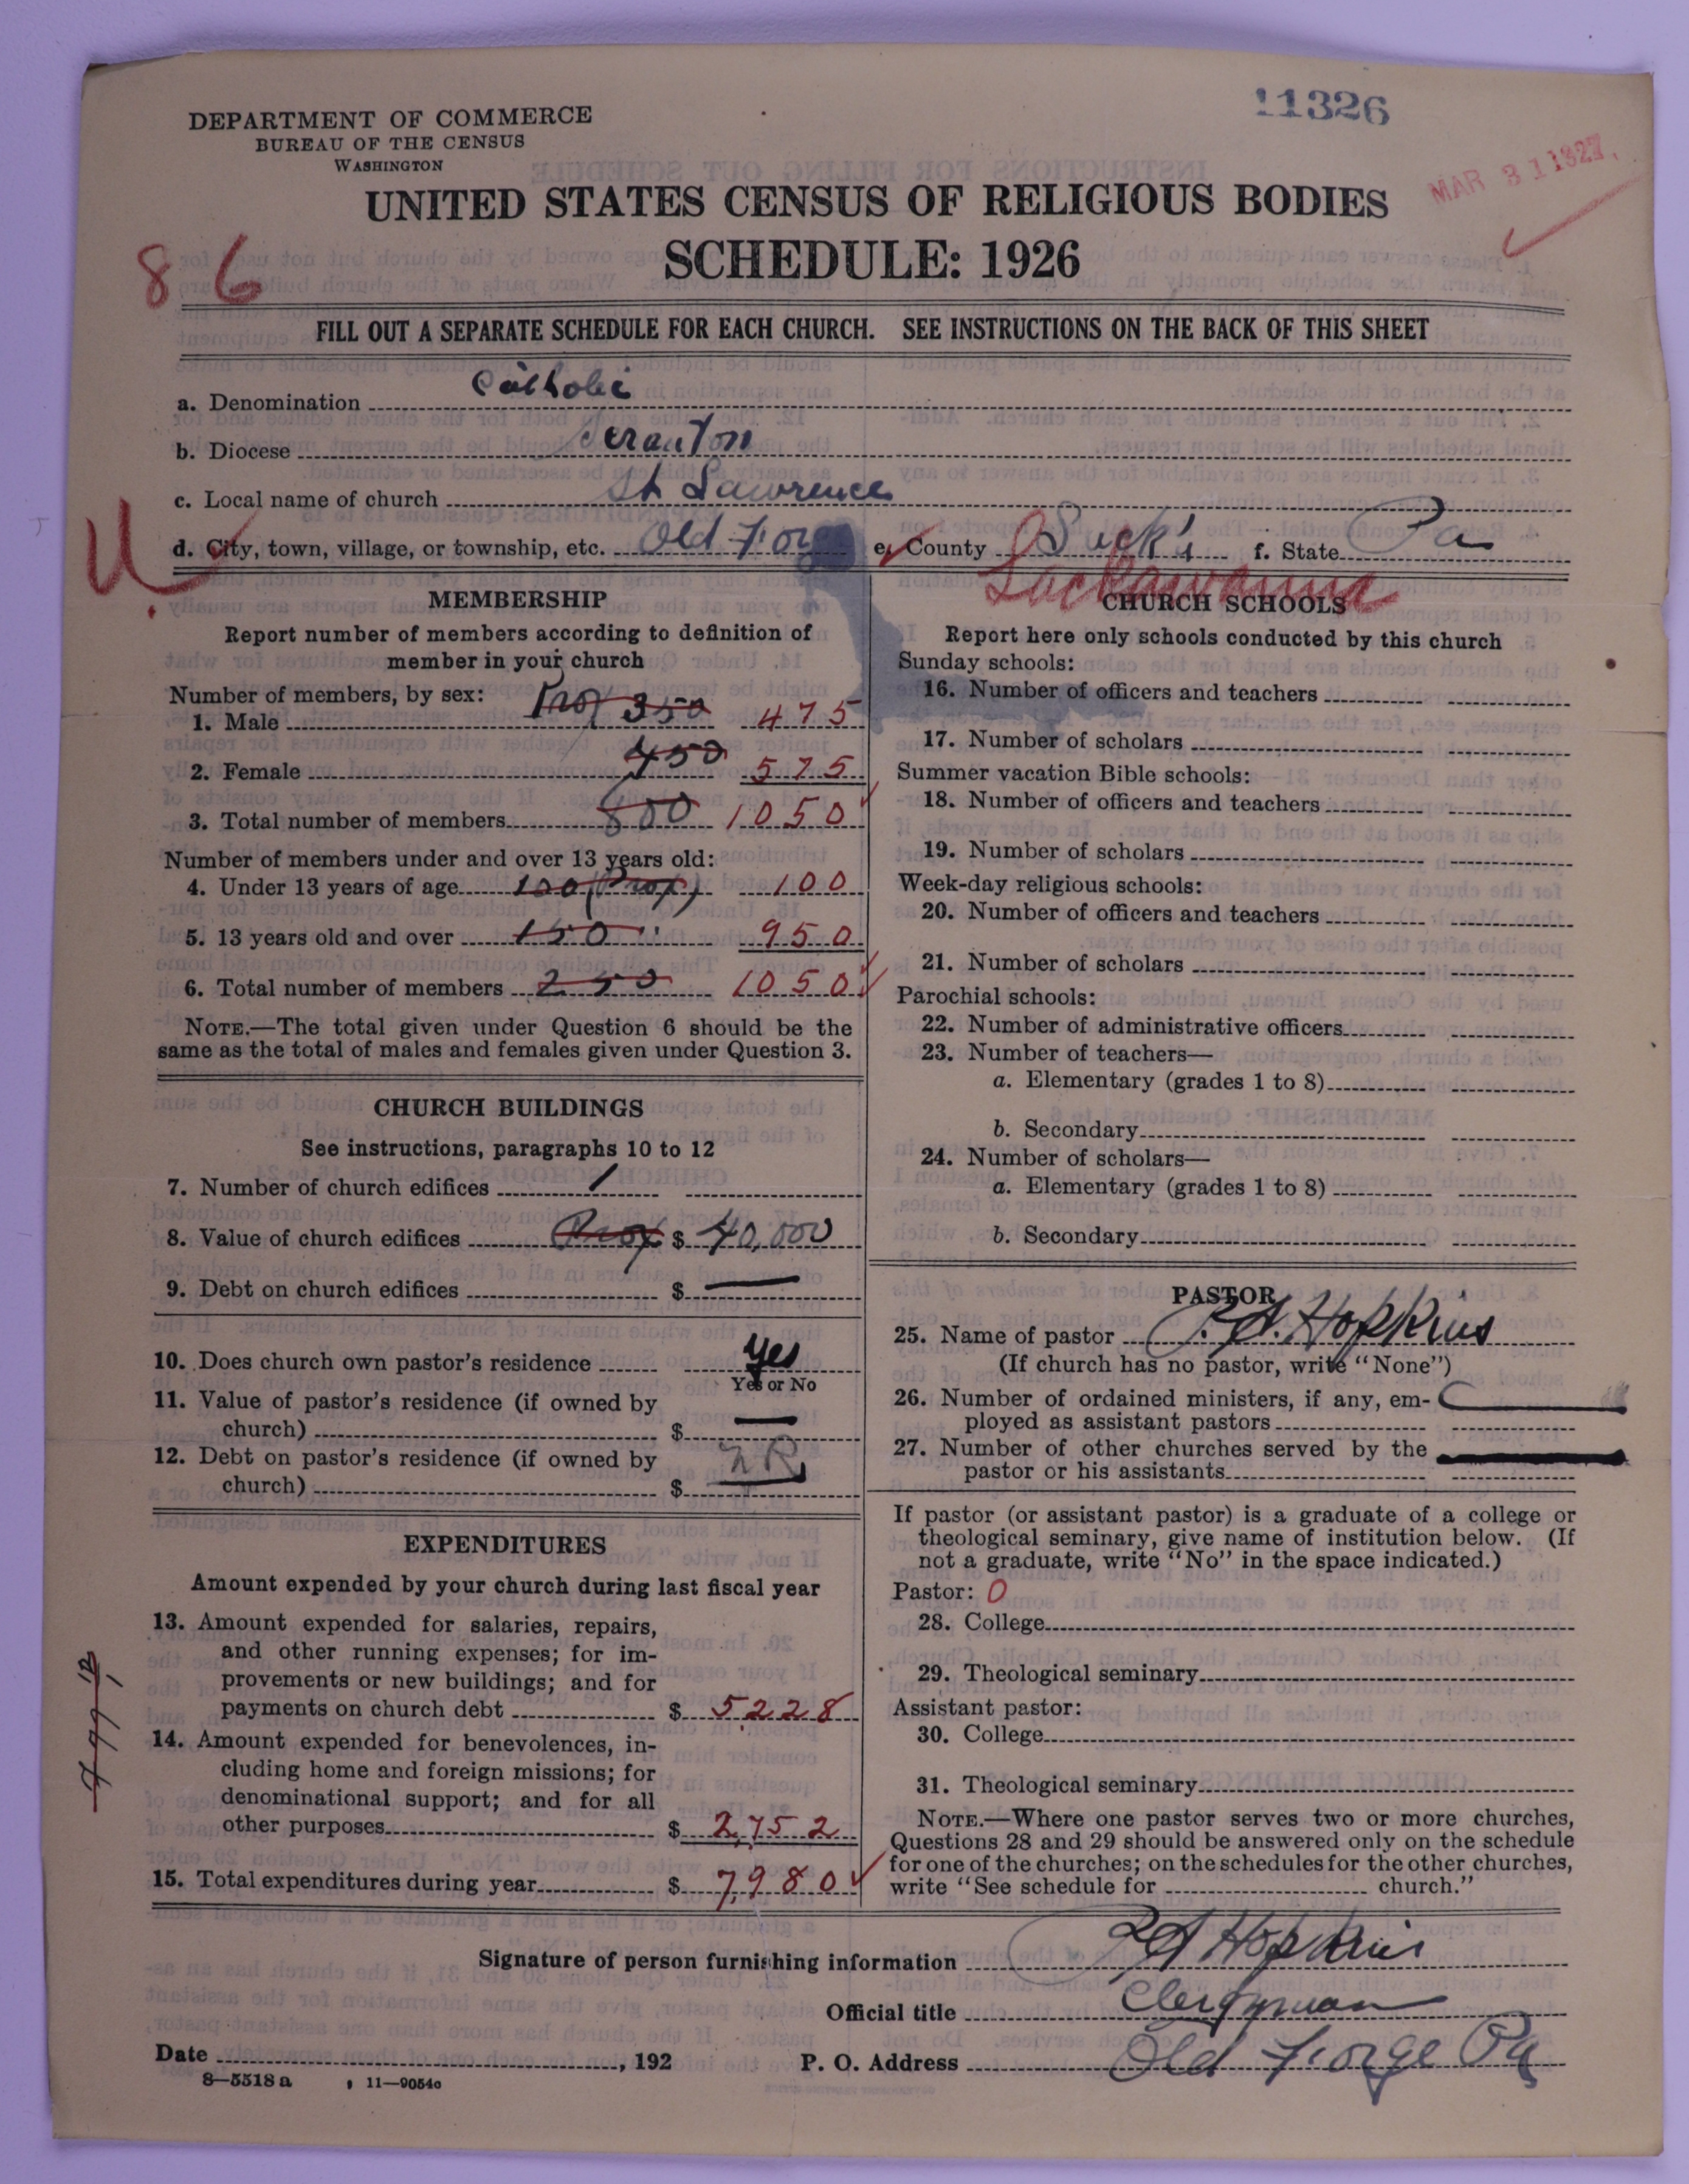 11326
DEPARTMENT OF COMMERCE
BUREAU OF THE CENSUS
WASHINGTON
MAR 31 1927
UNITED STATES CENSUS OF RELIGIOUS BODIES
SCHEDULE: 1926
86
FILL OUT A SEPARATE SCHEDULE FOR EACH CHURCH. SEE INSTRUCTIONS ON THE BACK OF THIS SHEET
a. Denomination Catholic
b. Diocese Scranton
c. Local name of church St Lawrence
U
d. City, town, village, or township, etc. Old Forge e. County Lack'a f. State Pa
Lackawanna
MEMBERSHIP
Report number of members according to definition of
member in your church
Number of members, by sex:
1. Male Prox 350 475
2. Female 450 575
3. Total number of members 800 1050
Number of members under and over 13 years old:
4. Under 13 years of age 100 (Prox) 100
5. 13 years old and over 150 " 950
6. Total number of members 250 1050
NOTE.—The total given under Question 6 should be the
same as the total of males and females given under Question 3.
CHURCH BUILDINGS
See instructions, paragraphs 10 to 12
7. Number of church edifices 1
8. Value of church edifices Prox $ 40,000
9. Debt on church edifices $ —
10. Does church own pastor's residence Yes
Yes or No
11. Value of pastor's residence (if owned by
church) $ —
12. Debt on pastor's residence (if owned by
church) $ —
EXPENDITURES
Amount expended by your church during last fiscal year
13. Amount expended for salaries, repairs,
and other running expenses; for im-
provements or new buildings; and for
payments on church debt $ 5228
14. Amount expended for benevolences, in-
cluding home and foreign missions; for
denominational support; and for all
other purposes $ 2,752
15. Total expenditures during year $ 7,980
CHURCH SCHOOLS
Report here only schools conducted by this church
Sunday schools:
16. Number of officers and teachers
17. Number of scholars
Summer vacation Bible schools:
18. Number of officers and teachers
19. Number of scholars
Week-day religious schools:
20. Number of officers and teachers
21. Number of scholars
Parochial schools:
22. Number of administrative officers
23. Number of teachers—
a. Elementary (grades 1 to 8)
b. Secondary
24. Number of scholars—
a. Elementary (grades 1 to 8)
b. Secondary
PASTOR
25. Name of pastor P. A. Hopkins
(If church has no pastor, write "None")
26. Number of ordained ministers, if any, em-
ployed as assistant pastors
27. Number of other churches served by the
pastor or his assistants
If pastor (or assistant pastor) is a graduate of a college or
theological seminary, give name of institution below. (If
not a graduate, write "No" in the space indicated.)
Pastor: 0
28. College
29. Theological seminary
Assistant pastor:
30. College
31. Theological seminary
NOTE.—Where one pastor serves two or more churches,
Questions 28 and 29 should be answered only on the schedule
for one of the churches; on the schedules for the other churches,
write "See schedule for church."
Signature of person furnishing information P A Hopkins
Official title Clergyman
Date , 192 P. O. Address Old Forge Pa
8—5518 a 11—9054c